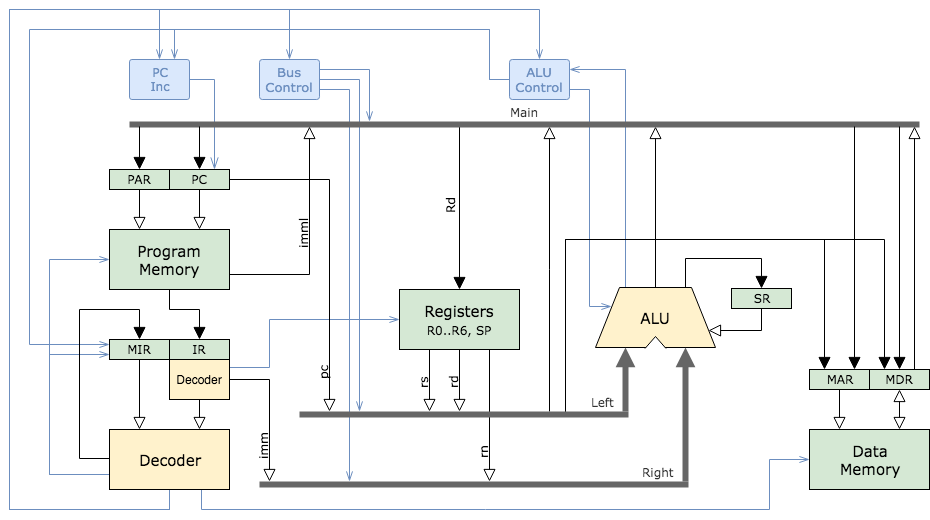 PC
Inc
Bus
Control
ALU
Control
Main
PAR
PC
Rd
imml
Program
Memory
Registers
R0..R6, SP
ALU
SR
MIR
IR
Decoder
pc
rs
rd
MAR
MDR
Left
imm
rn
Decoder
Right
Data
Memory